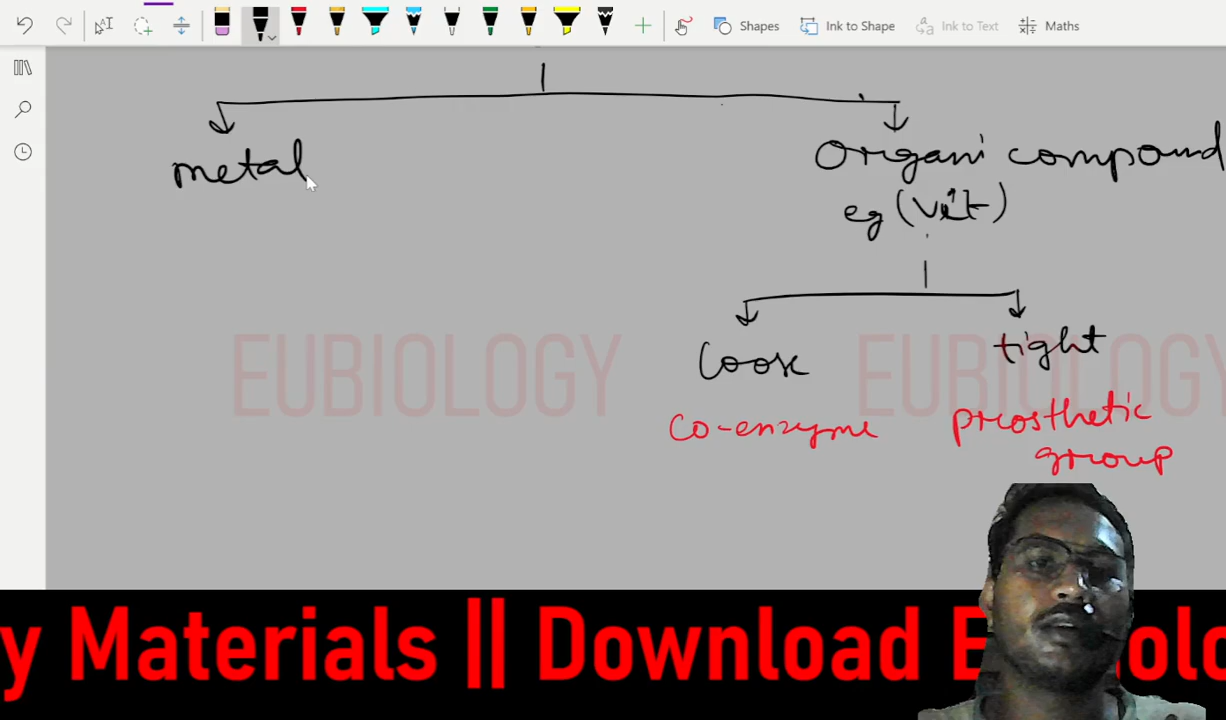 Shapes Ink to Shape Ink to Text Maths
metal
Organi compound
eg (Vit)
Loose
tight
Co-enzyme
prosthetic
group
EUBIOLOGY EUBIOLOGY
y Materials || Download E iolo